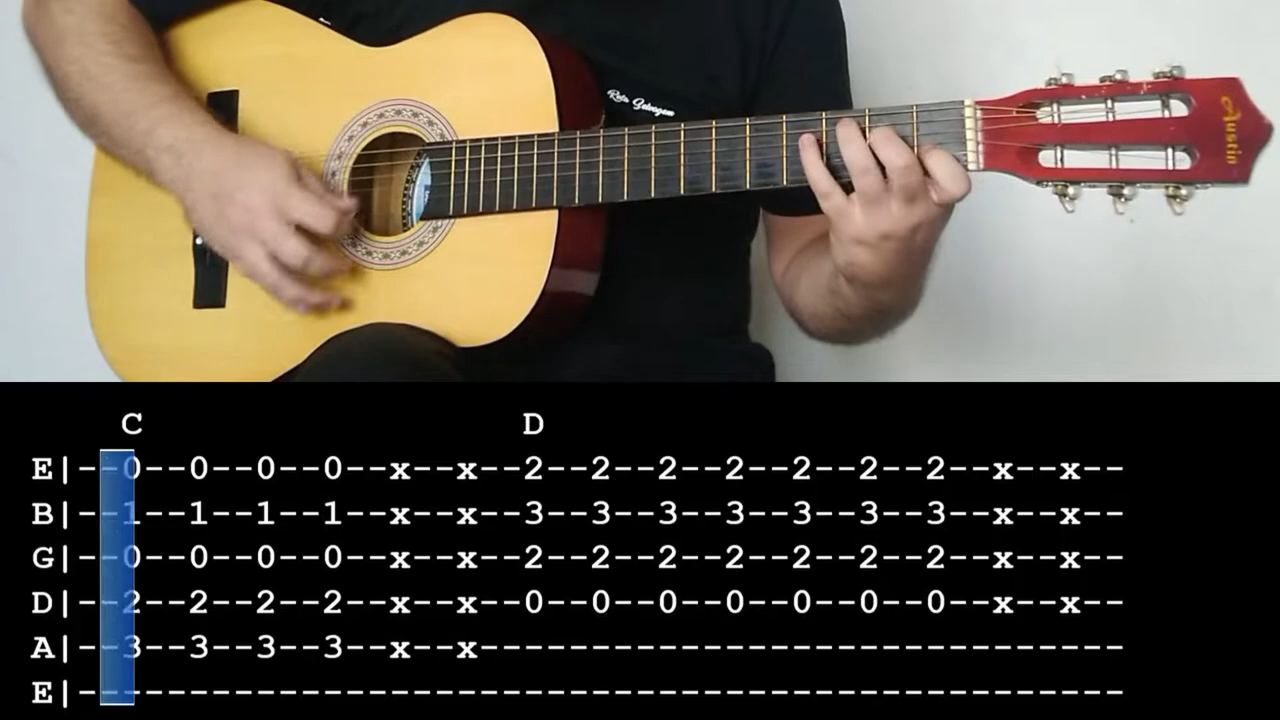 Rota Selvagem
Austin
C D
E|--0--0--0--0--x--x--2--2--2--2--2--2--2--x--x--
B|--1--1--1--1--x--x--3--3--3--3--3--3--3--x--x--
G|--0--0--0--0--x--x--2--2--2--2--2--2--2--x--x--
D|--2--2--2--2--x--x--0--0--0--0--0--0--0--x--x--
A|--3--3--3--3--x--x-----------------------------
E|-----------------------------------------------